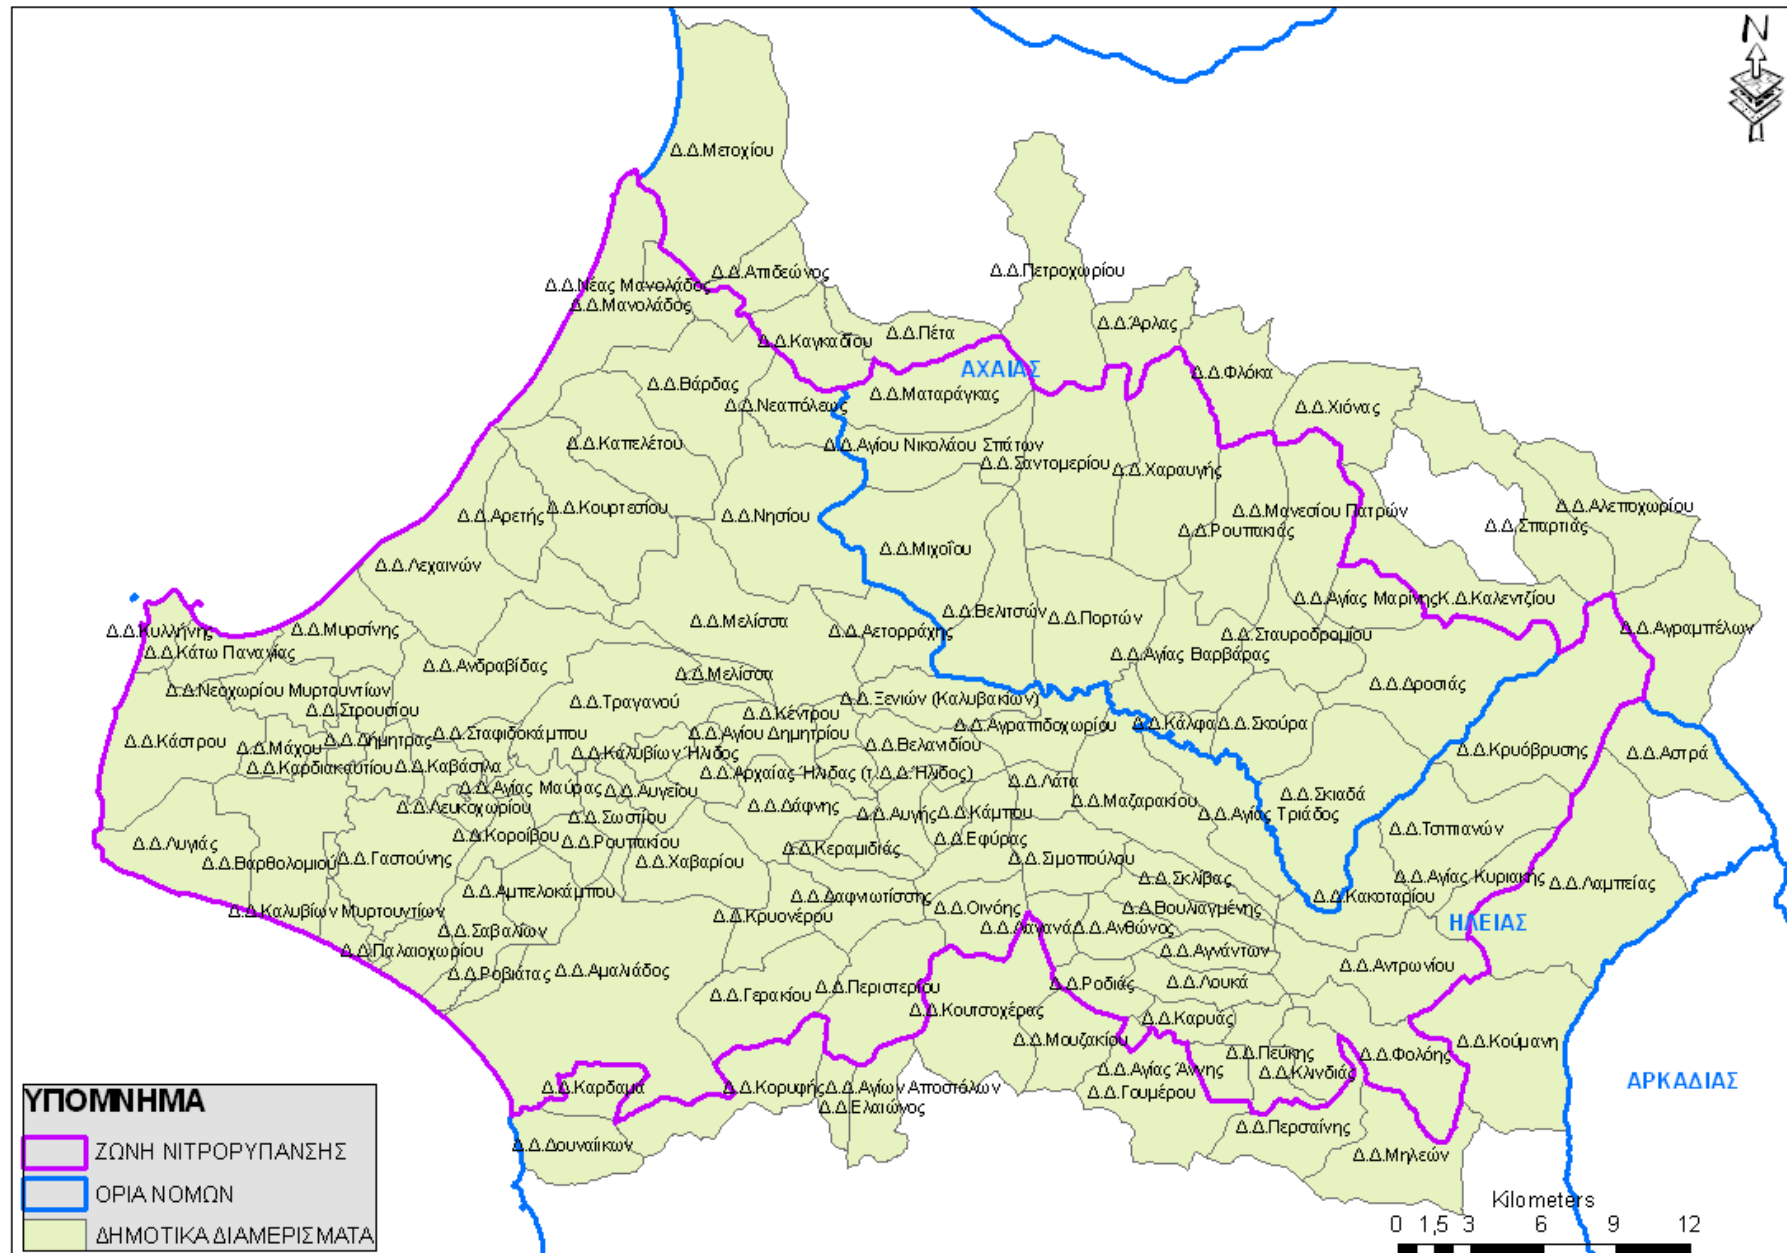 N
Δ.Δ.Μετοχίου
Δ.Δ.Απιδεώνος
Δ.Δ.Πετροχωρίου
Δ.Δ.Νέας Μανολάδος
Δ.Δ.Μανολάδος
Δ.Δ.Άρλας
Δ.Δ.Πέτα
Δ.Δ.Καγκαδίου
ΑΧΑΙΑΣ
Δ.Δ.Φλόκα
Δ.Δ.Βάρδας
Δ.Δ.Ματαράγκας
Δ.Δ.Νεαπόλεως
Δ.Δ.Χιόνας
Δ.Δ.Καπελέτου
Δ.Δ.Αγίου Νικολάου Σπάτων
Δ.Δ.Σαντομερίου
Δ.Δ.Χαραυγής
Δ.Δ.Αρετής
Δ.Δ.Κουρτεσίου
Δ.Δ.Νησίου
Δ.Δ.Μανεσίου Πατρών
Δ.Δ.Αλεποχωρίου
Δ.Δ.Σπαρτιάς
Δ.Δ.Ρουπακιάς
Δ.Δ.Μιχοΐου
Δ.Δ.Λεχαινών
Δ.Δ.Αγίας Μαρίνης
Κ.Δ.Καλεντζίου
Δ.Δ.Βελιτσών
Δ.Δ.Πορτών
Δ.Δ.Κυλλήνης
Δ.Δ.Μυρσίνης
Δ.Δ.Μελίσσα
Δ.Δ.Αετορράχης
Δ.Δ.Σταυροδρομίου
Δ.Δ.Αγραμπέλων
Δ.Δ.Κάτω Παναγίας
Δ.Δ.Ανδραβίδας
Δ.Δ.Αγίας Βαρβάρας
Δ.Δ.Μελίσσα
Δ.Δ.Δροσιάς
Δ.Δ.Νεοχωρίου Μυρτουντίων
Δ.Δ.Τραγανού
Δ.Δ.Ξενιών (Καλυβακίων)
Δ.Δ.Στρουσίου
Δ.Δ.Κέντρου
Δ.Δ.Αγραπιδοχωρίου
Δ.Δ.Κάλφα
Δ.Δ.Σκούρα
Δ.Δ.Κάστρου
Δ.Δ.Μάχου
Δ.Δ.Δήμητρας
Δ.Δ.Σταφιδοκάμπου
Δ.Δ.Αγίου Δημητρίου
Δ.Δ.Βελανιδίου
Δ.Δ.Κρυόβρυσης
Δ.Δ.Αστρά
Δ.Δ.Καλυβίων Ήλιδος
Δ.Δ.Καρδιακαυτίου
Δ.Δ.Καβάσιλα
Δ.Δ.Αρχαίας Ήλιδας (τ. Δ.Δ.Ήλιδος)
Δ.Δ.Λάτα
Δ.Δ.Αγίας Μαύρας
Δ.Δ.Αυγείου
Δ.Δ.Σκιαδά
Δ.Δ.Λευκοχωρίου
Δ.Δ.Δάφνης
Δ.Δ.Μαζαρακίου
Δ.Δ.Σωστίου
Δ.Δ.Αυγής
Δ.Δ.Κάμπου
Δ.Δ.Αγίας Τριάδος
Δ.Δ.Τσιπιανών
Δ.Δ.Κοροίβου
Δ.Δ.Ρουπακίου
Δ.Δ.Εφύρας
Δ.Δ.Λυγιάς
Δ.Δ.Κεραμιδιάς
Δ.Δ.Βαρθολομιού
Δ.Δ.Γαστούνης
Δ.Δ.Χαβαρίου
Δ.Δ.Σιμοπούλου
Δ.Δ.Σκλίβας
Δ.Δ.Αγίας Κυριακής
Δ.Δ.Λαμπείας
Δ.Δ.Αμπελοκάμπου
Δ.Δ.Δαφνιωτίσσης
Δ.Δ.Κακοταρίου
Δ.Δ.Καλυβίων Μυρτουντίων
Δ.Δ.Κρυονέρου
Δ.Δ.Οινόης
Δ.Δ.Βουλιαγμένης
ΗΛΕΙΑΣ
Δ.Δ.Σαβαλίων
Δ.Δ.Λαγανά
Δ.Δ.Ανθώνος
Δ.Δ.Παλαιοχωρίου
Δ.Δ.Αγνάντων
Δ.Δ.Αντρωνίου
Δ.Δ.Ροβιάτας
Δ.Δ.Αμαλιάδος
Δ.Δ.Γερακίου
Δ.Δ.Περιστερίου
Δ.Δ.Ροδιάς
Δ.Δ.Λουκά
Δ.Δ.Κουτσοχέρας
Δ.Δ.Καρυάς
Δ.Δ.Μουζακίου
Δ.Δ.Κούμανη
Δ.Δ.Πεύκης
Δ.Δ.Φολόης
Δ.Δ.Αγίας Άννης
Δ.Δ.Κλινδιάς
Δ.Δ.Καρδαμά
Δ.Δ.Κορυφής
Δ.Δ.Αγίων Αποστόλων
Δ.Δ.Γουμέρου
ΑΡΚΑΔΙΑΣ
Δ.Δ.Ελαιώνος
Δ.Δ.Περσαίνης
Δ.Δ.Δουναίικων
Δ.Δ.Μηλεών
ΥΠΟΜΝΗΜΑ
ΖΩΝΗ ΝΙΤΡΟΡΥΠΑΝΣΗΣ
ΟΡΙΑ ΝΟΜΩΝ
ΔΗΜΟΤΙΚΑ ΔΙΑΜΕΡΙΣΜΑΤΑ
Kilometers
0 1,5 3 6 9 12